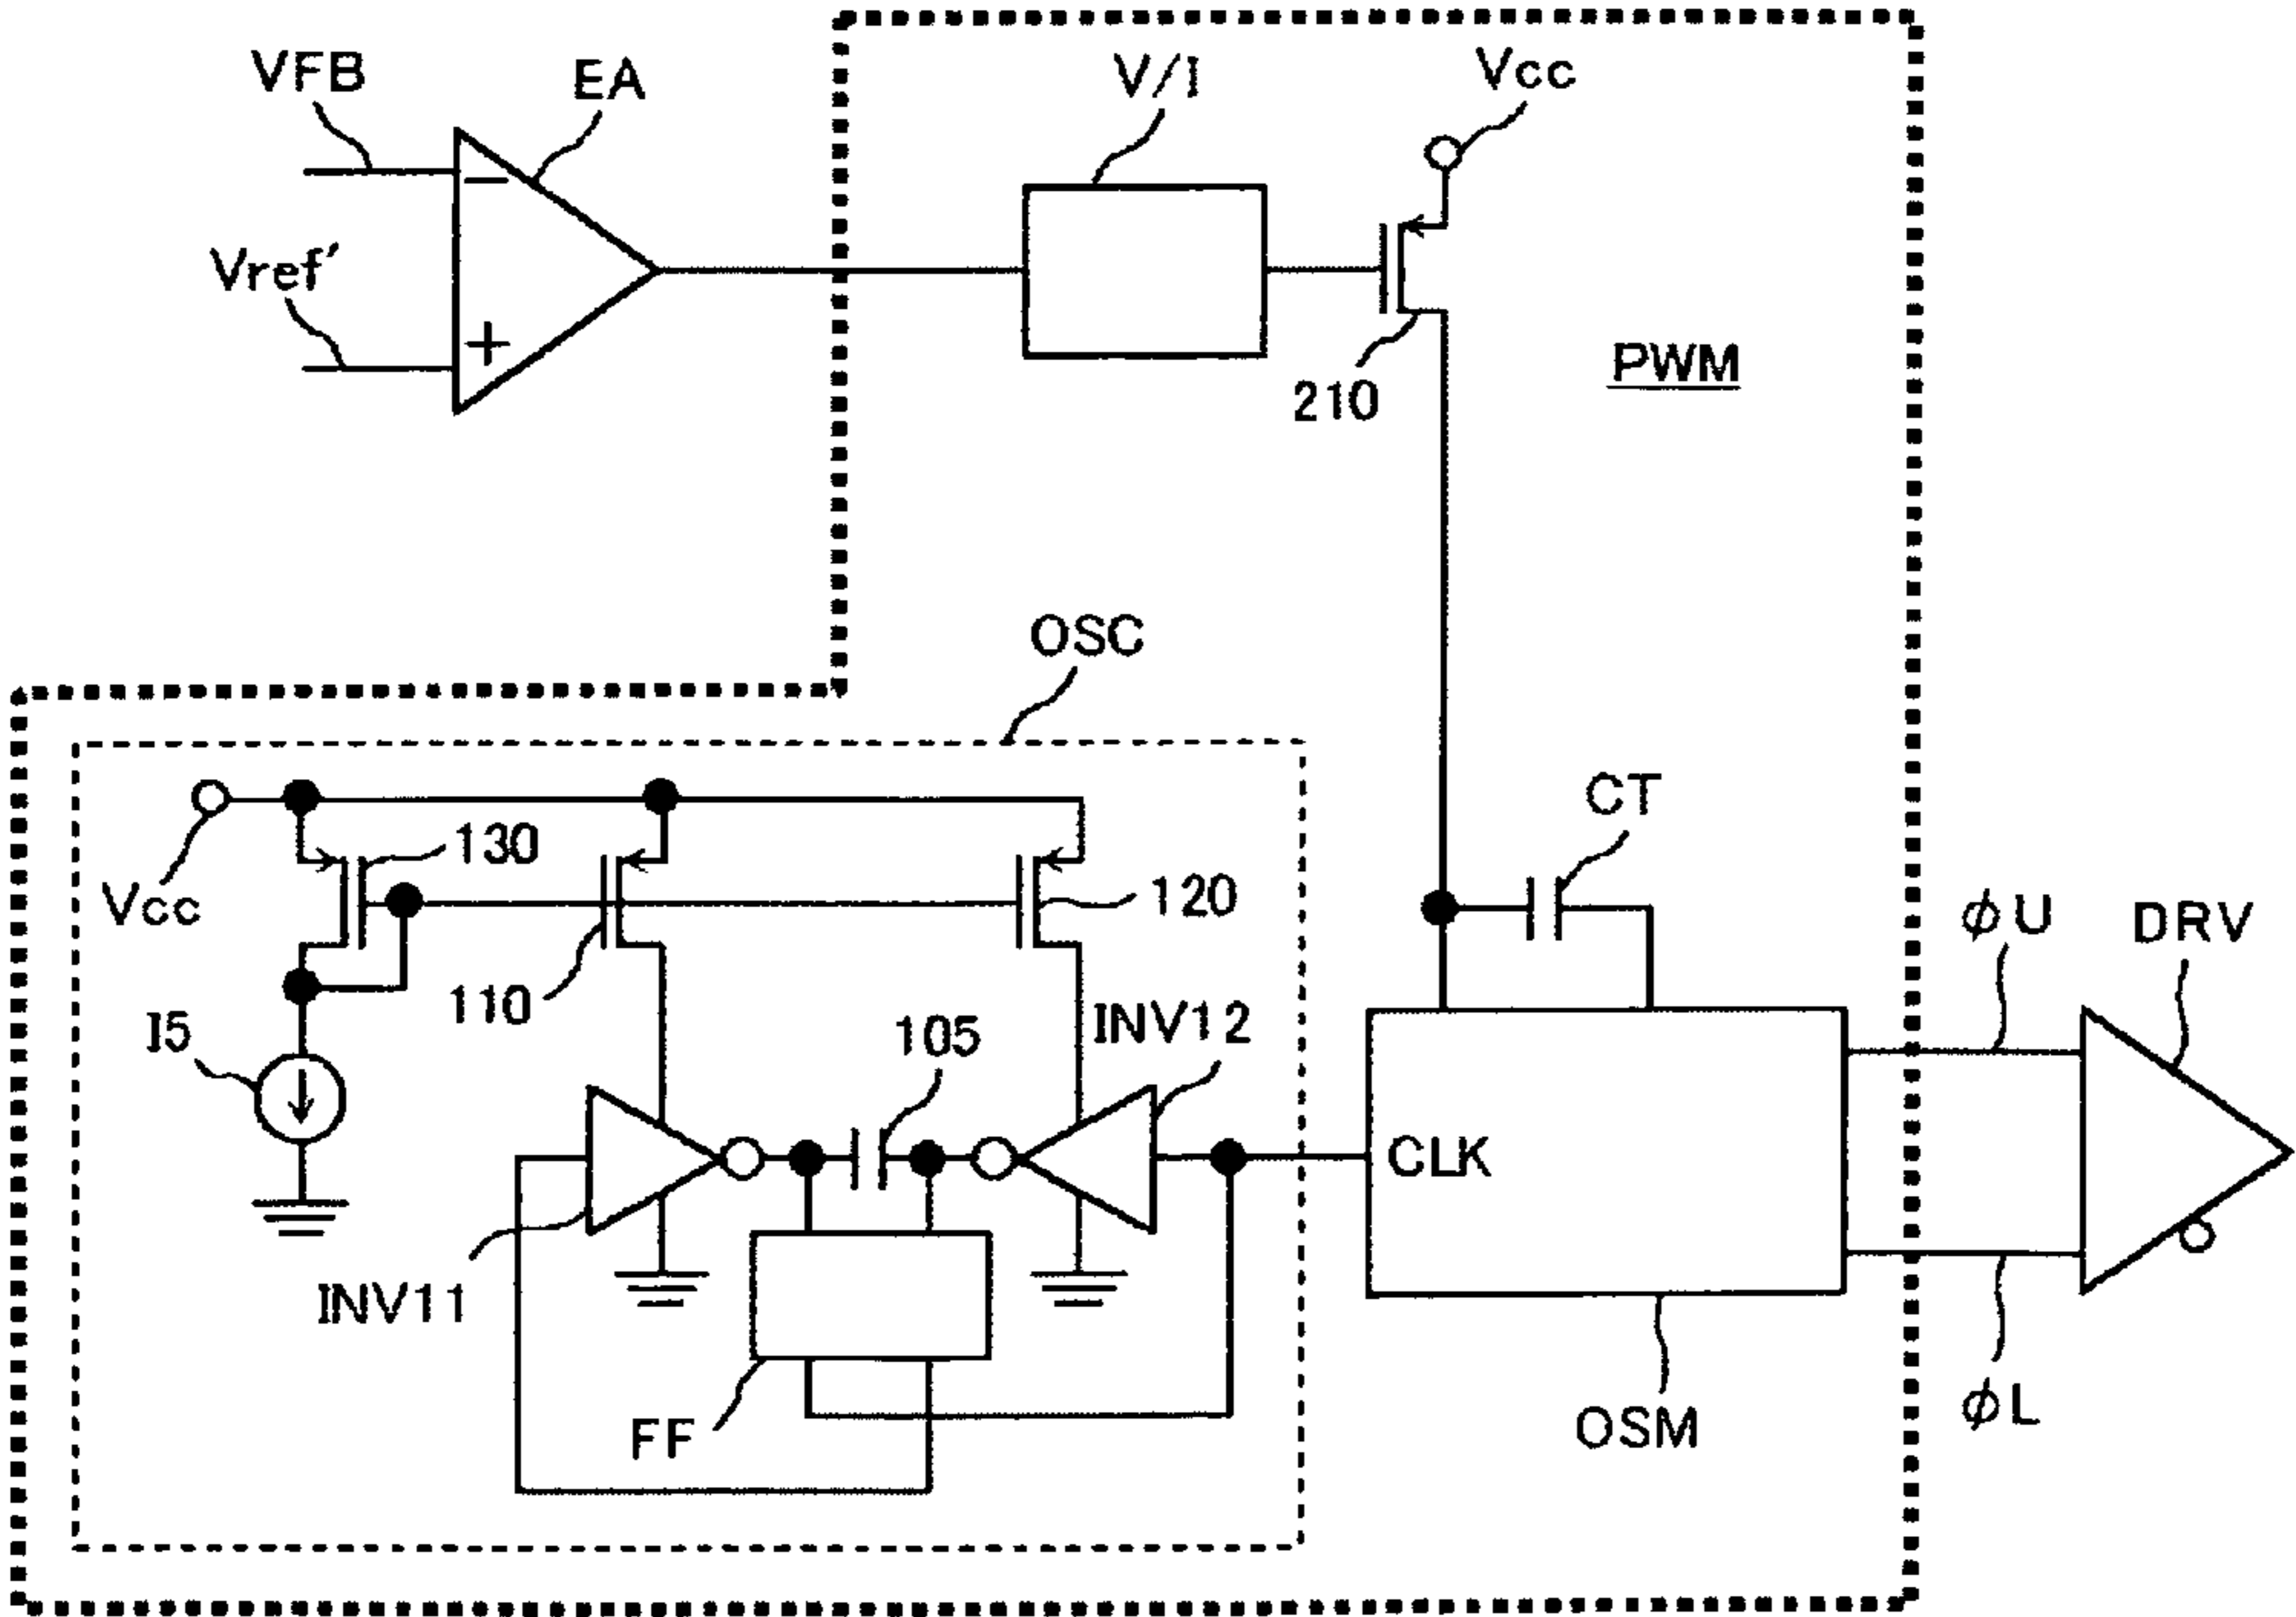 VFB
EA
V/I
Vcc
Vref′
−
+
210
PWM
OSC
Vcc
130
110
120
CT
ϕU
DRV
I5
105
INV12
CLK
INV11
FF
OSM
ϕL